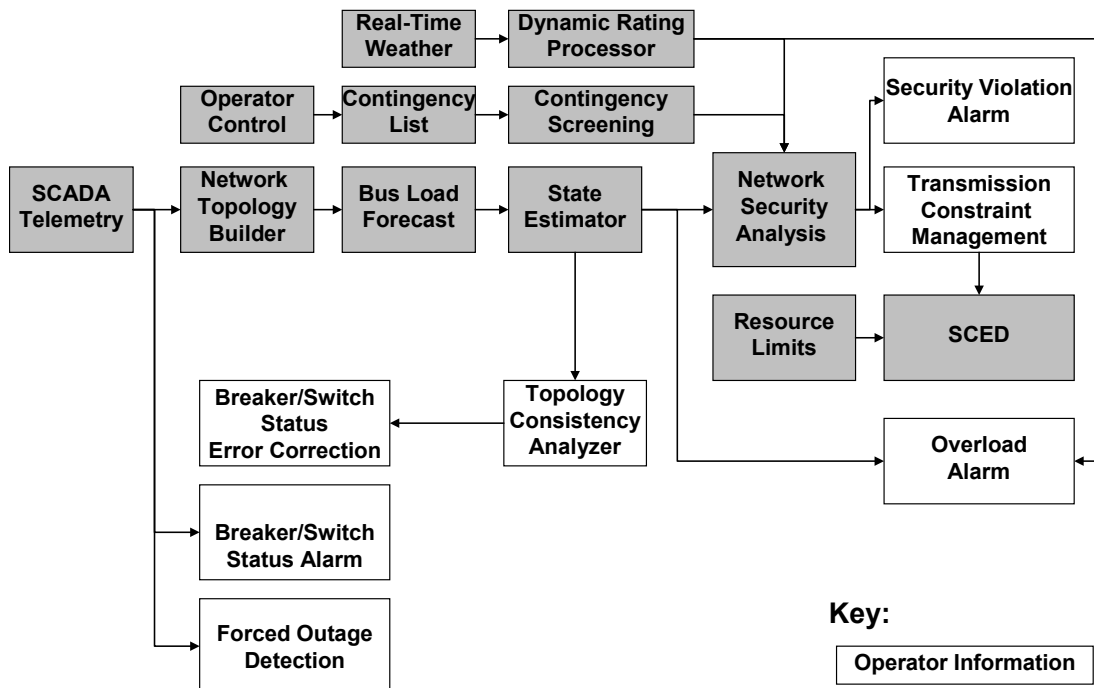 Real-Time
Weather
Dynamic Rating
Processor
Operator
Control
Contingency
List
Contingency
Screening
Security Violation
Alarm
SCADA
Telemetry
Network
Topology
Builder
Bus Load
Forecast
State
Estimator
Network
Security
Analysis
Transmission
Constraint
Management
Resource
Limits
SCED
Breaker/Switch
Status
Error Correction
Topology
Consistency
Analyzer
Overload
Alarm
Breaker/Switch
Status Alarm
Forced Outage
Detection
Key:
Operator Information